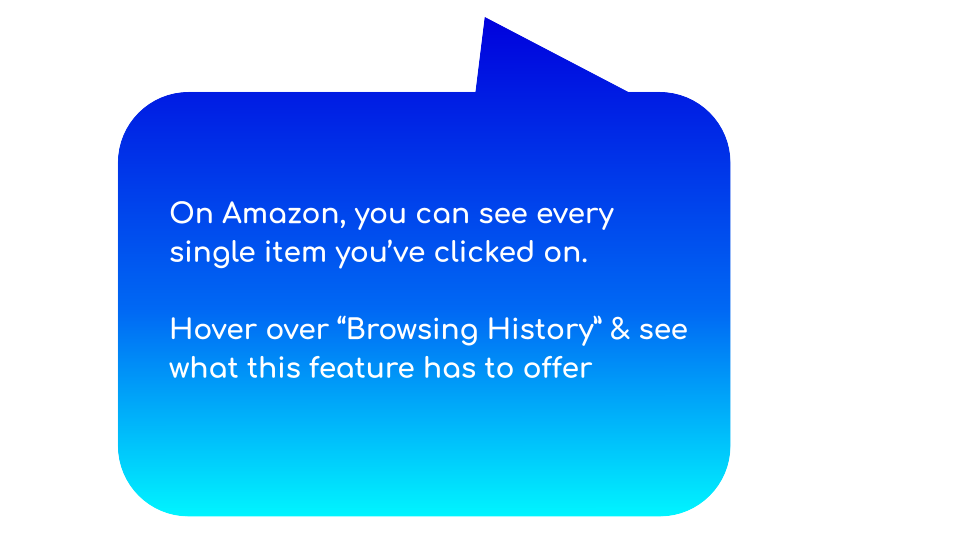 On Amazon, you can see every
single item you’ve clicked on.
Hover over “Browsing History” & see
what this feature has to offer